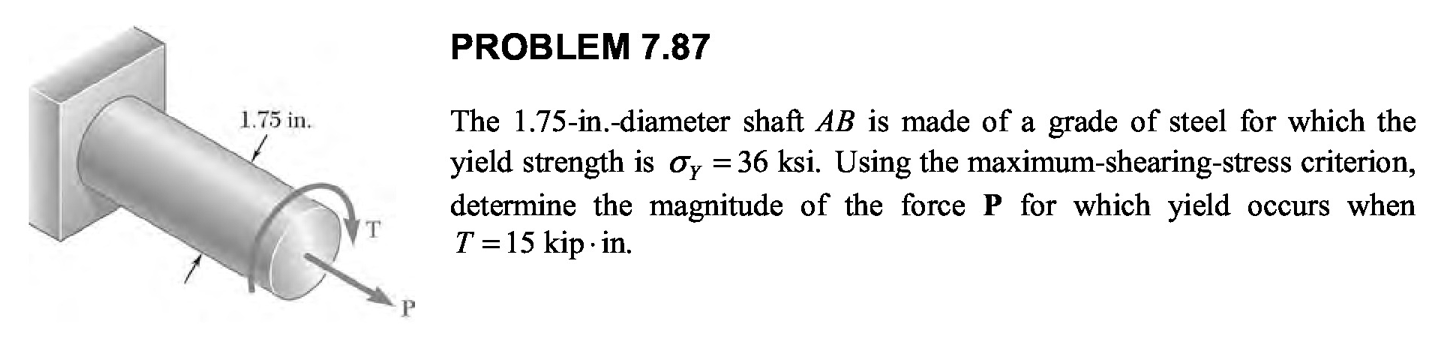 PROBLEM 7.87
1.75 in.
T
P
The 1.75-in.-diameter shaft AB is made of a grade of steel for which the
yield strength is σY = 36 ksi. Using the maximum-shearing-stress criterion,
determine the magnitude of the force P for which yield occurs when
T = 15 kip · in.